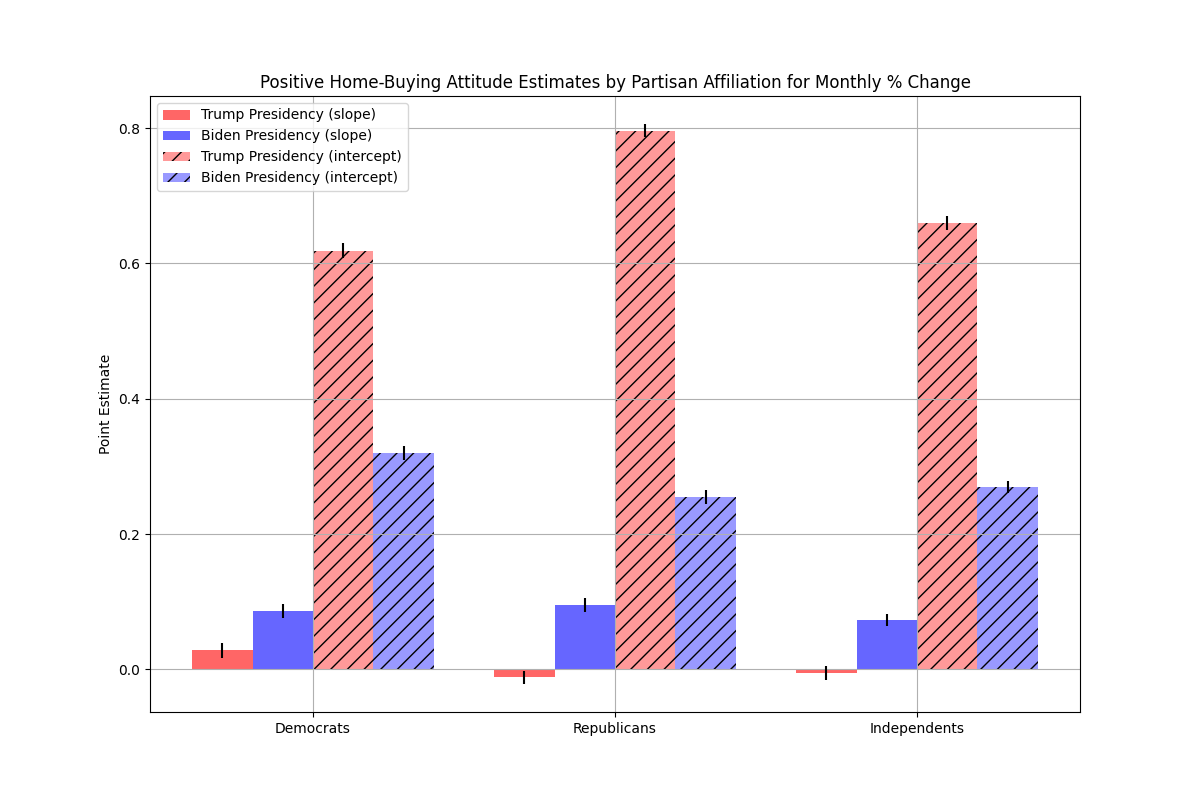 Positive Home-Buying Attitude Estimates by Partisan Affiliation for Monthly % Change
Trump Presidency (slope)
Biden Presidency (slope)
Trump Presidency (intercept)
Biden Presidency (intercept)
Point Estimate
0.8
0.6
0.4
0.2
0.0
Democrats Republicans Independents